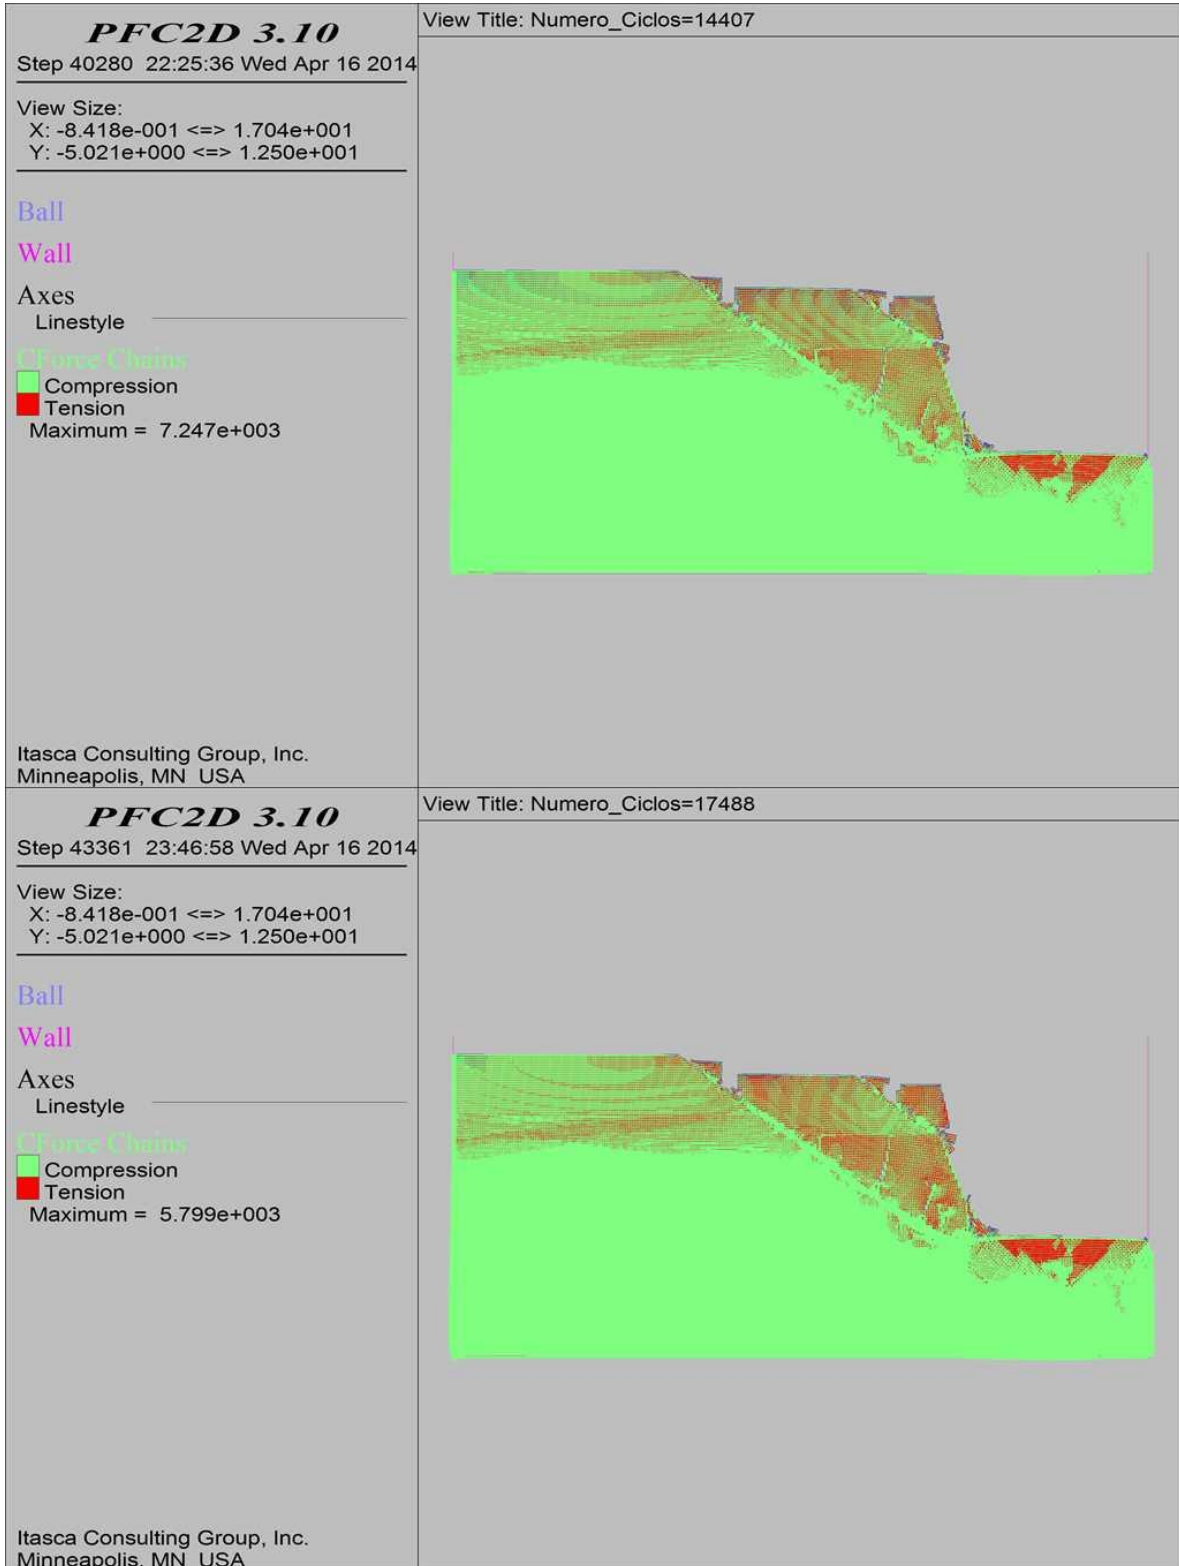 PFC2D 3.10
Step 40280  22:25:36 Wed Apr 16 2014
View Size:
X: -8.418e-001 <=> 1.704e+001
Y: -5.021e+000 <=> 1.250e+001
Ball
Wall
Axes
Linestyle
CForce Chains
Compression
Tension
Maximum =  7.247e+003
Itasca Consulting Group, Inc.
Minneapolis, MN  USA
View Title: Numero_Ciclos=14407
PFC2D 3.10
Step 43361  23:46:58 Wed Apr 16 2014
View Size:
X: -8.418e-001 <=> 1.704e+001
Y: -5.021e+000 <=> 1.250e+001
Ball
Wall
Axes
Linestyle
CForce Chains
Compression
Tension
Maximum =  5.799e+003
Itasca Consulting Group, Inc.
Minneapolis, MN  USA
View Title: Numero_Ciclos=17488